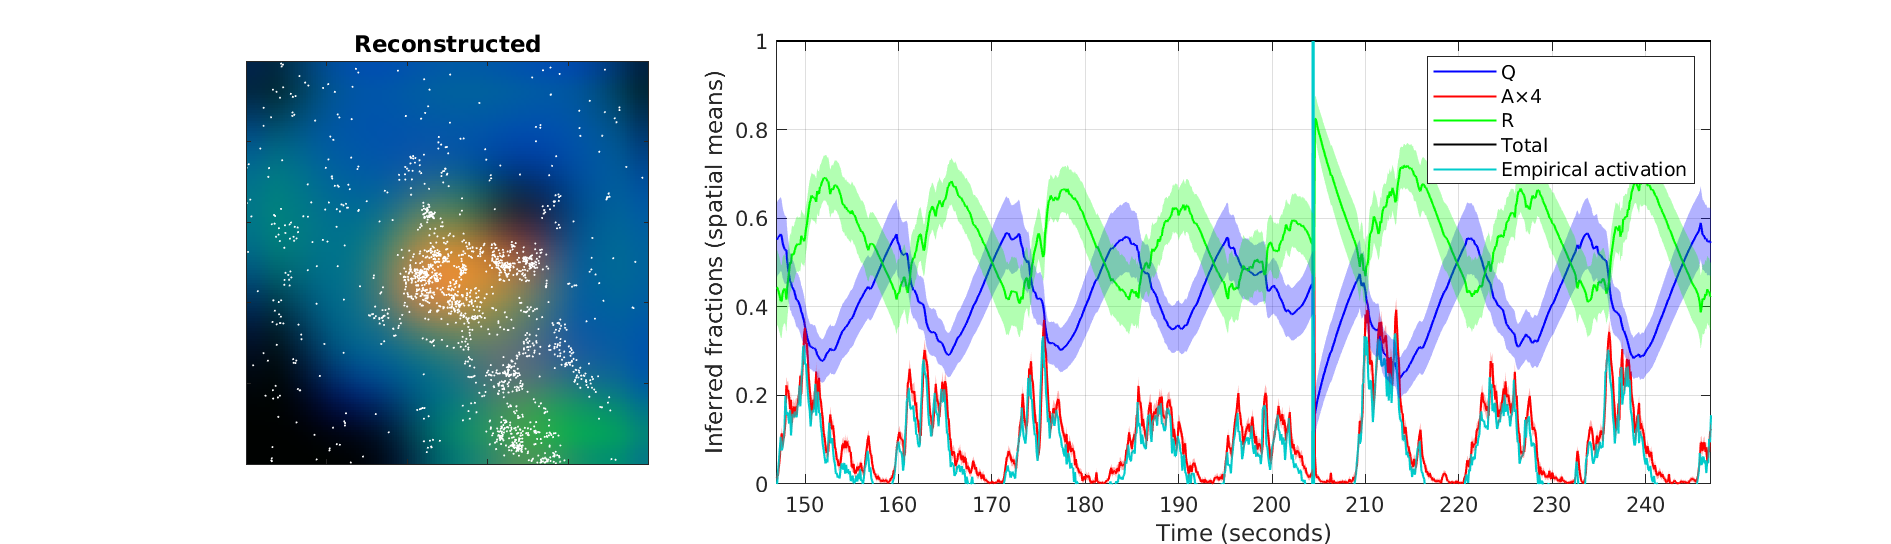 Reconstructed
Inferred fractions (spatial means)
1
0.8
0.6
0.4
0.2
0
Q
A×4
R
Total
Empirical activation
150 160 170 180 190 200 210 220 230 240
Time (seconds)